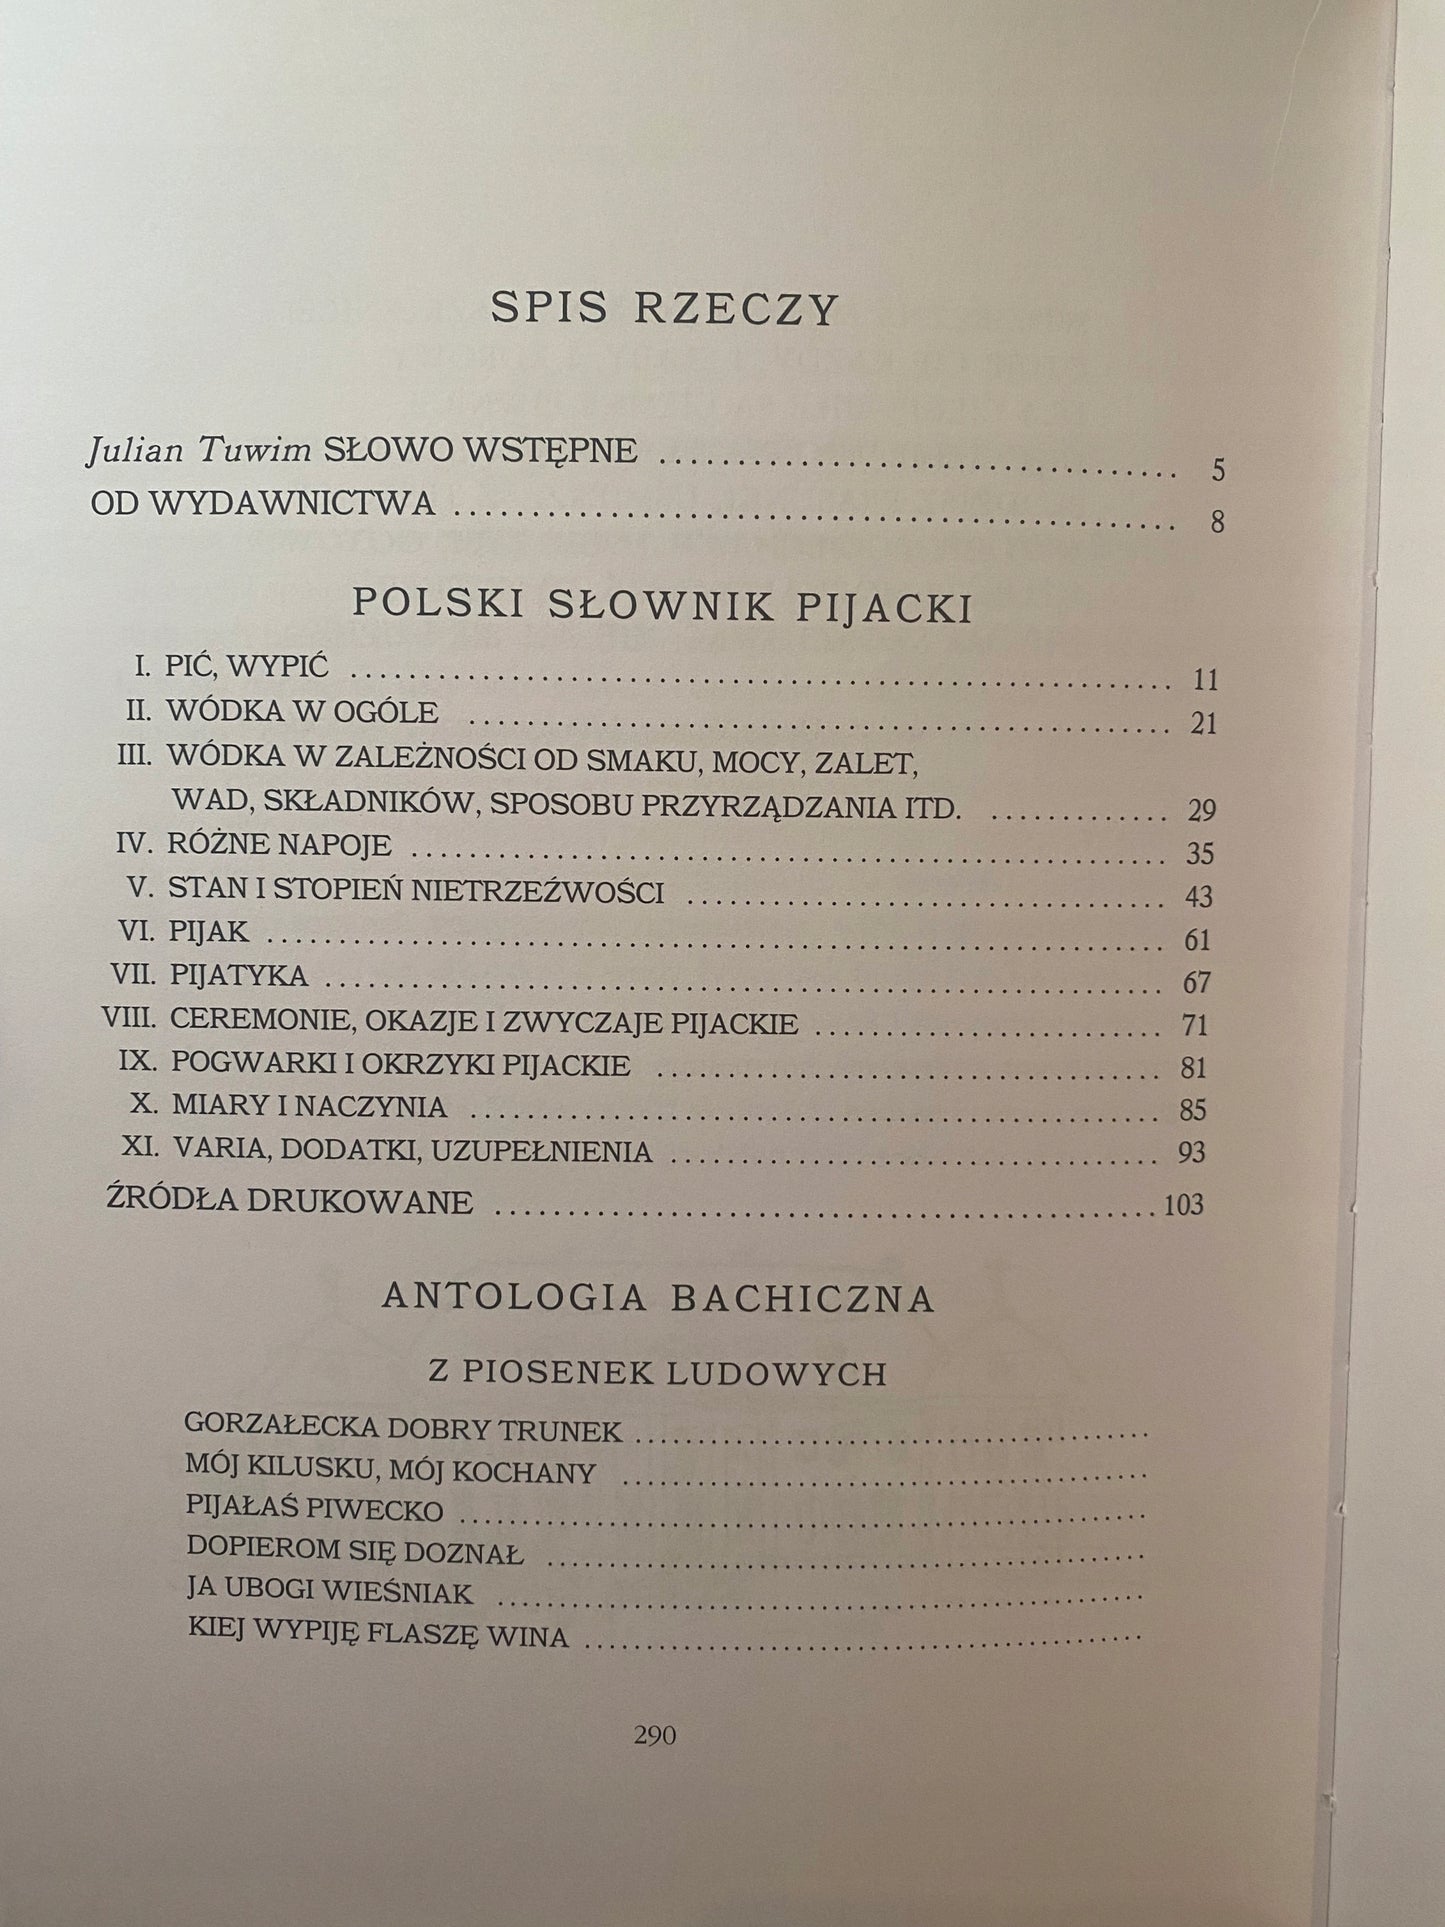 SPIS RZECZY
Julian Tuwim SŁOWO WSTĘPNE ........................................ 5
OD WYDAWNICTWA ........................................ 8
POLSKI SŁOWNIK PIJACKI
I. PIĆ, WYPIĆ ........................................ 11
II. WÓDKA W OGÓLE ........................................ 21
III. WÓDKA W ZALEŻNOŚCI OD SMAKU, MOCY, ZALET,
WAD, SKŁADNIKÓW, SPOSOBU PRZYRZĄDZANIA ITD. ............. 29
IV. RÓŻNE NAPOJE ........................................ 35
V. STAN I STOPIEŃ NIETRZEŹWOŚCI ........................................ 43
VI. PIJAK ........................................ 61
VII. PIJATYKA ........................................ 67
VIII. CEREMONIE, OKAZJE I ZWYCZAJE PIJACKIE ........................ 71
IX. POGWARKI I OKRZYKI PIJACKIE ........................................ 81
X. MIARY I NACZYNIA ........................................ 85
XI. VARIA, DODATKI, UZUPEŁNIENIA ........................................ 93
ŹRÓDŁA DRUKOWANE ........................................ 103
ANTOLOGIA BACHICZNA
Z PIOSENEK LUDOWYCH
GORZAŁECKA DOBRY TRUNEK ........................................
MÓJ KILUSKU, MÓJ KOCHANY ........................................
PIJAŁAŚ PIWECKO ........................................
DOPIEROM SIĘ DOZNAŁ ........................................
JA UBOGI WIEŚNIAK ........................................
KIEJ WYPIJĘ FLASZĘ WINA ........................................
290